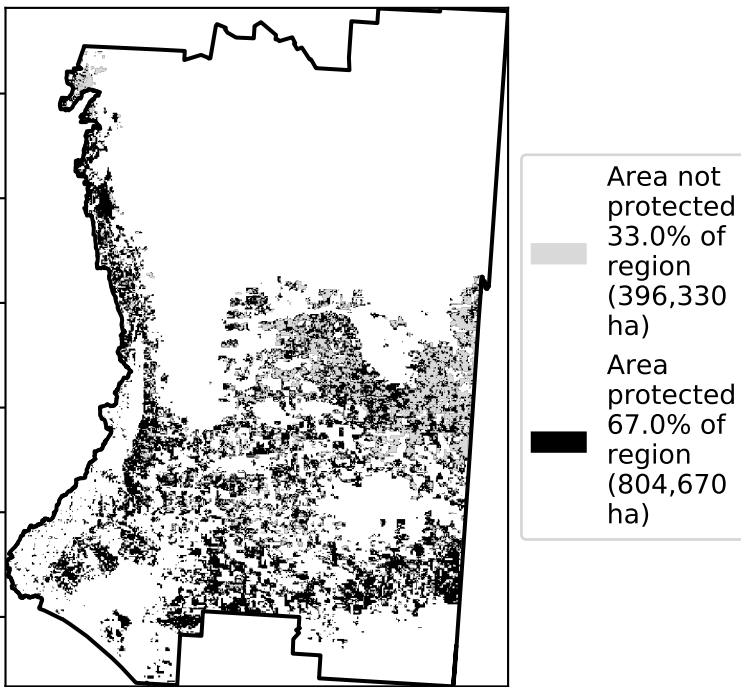 Area not
protected
33.0% of
region
(396,330
ha)
Area
protected
67.0% of
region
(804,670
ha)